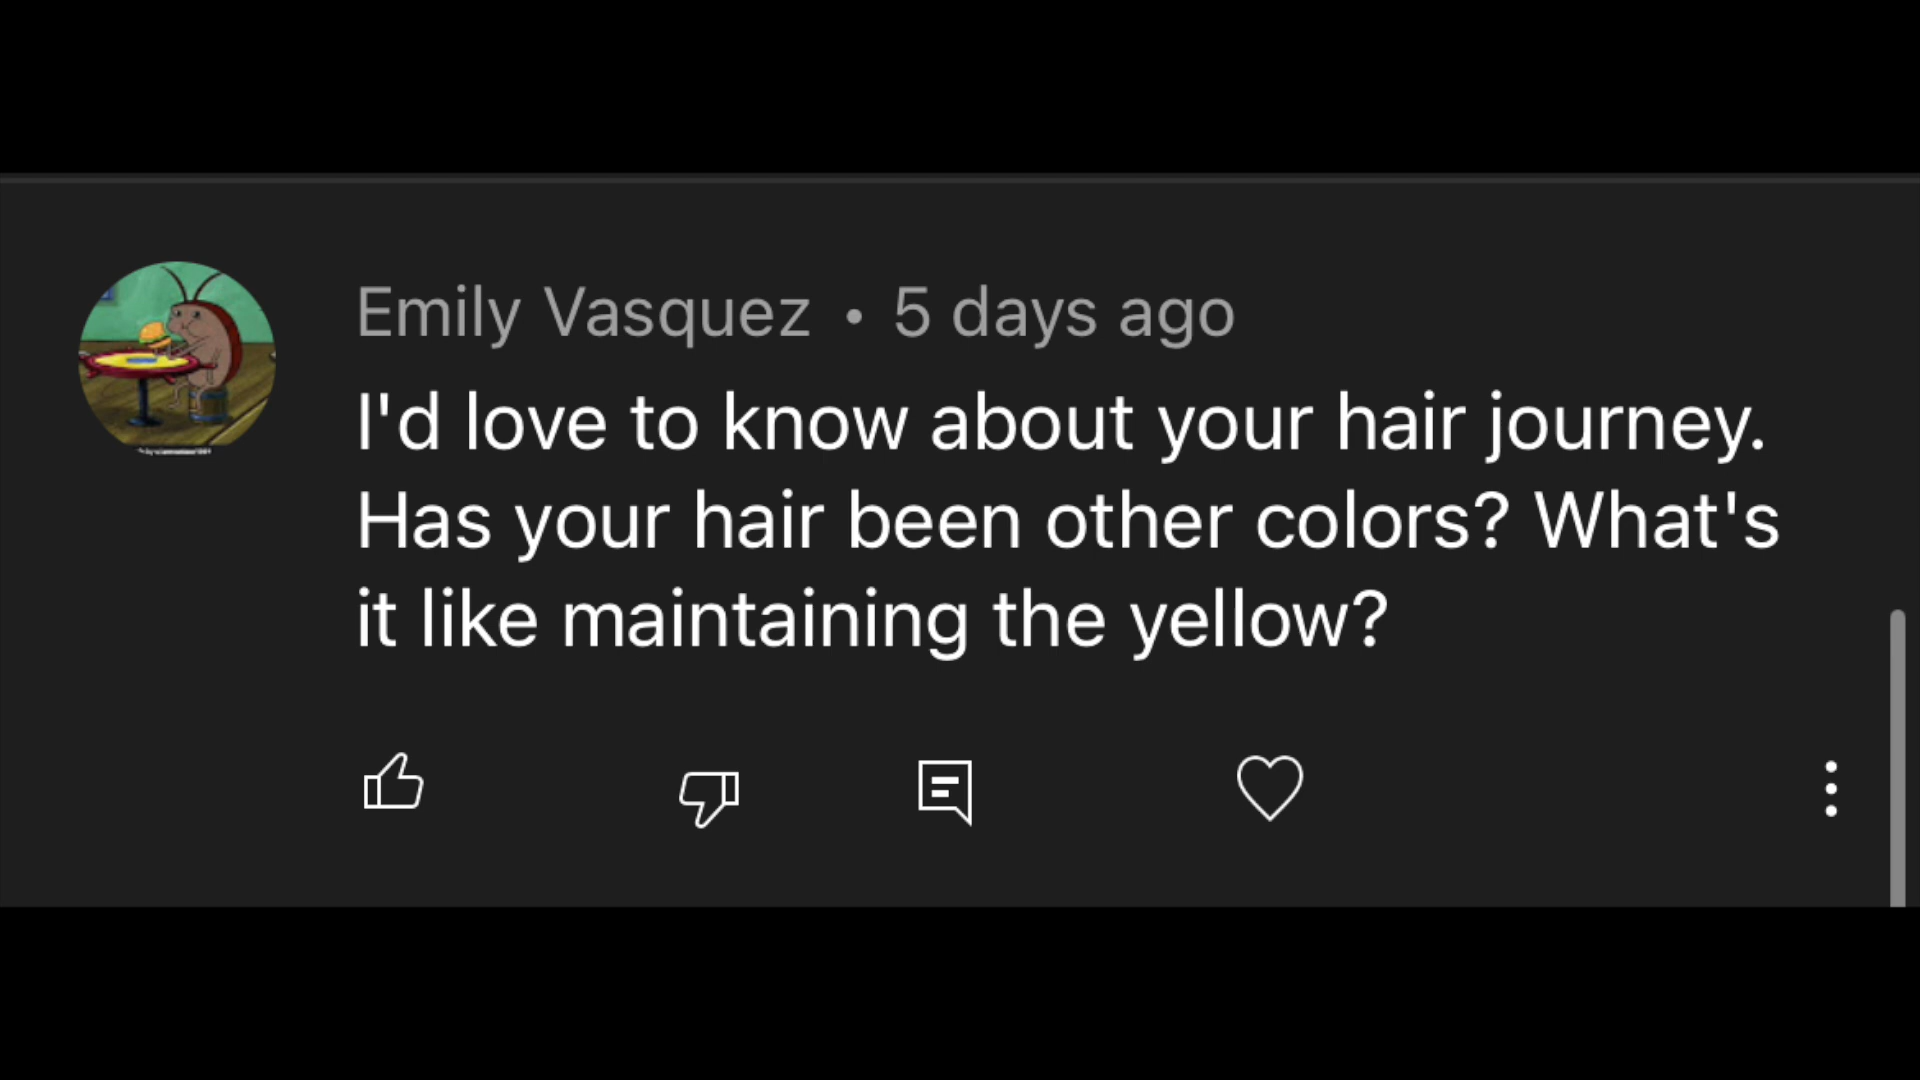 Emily Vasquez • 5 days ago
I'd love to know about your hair journey.
Has your hair been other colors? What's
it like maintaining the yellow?